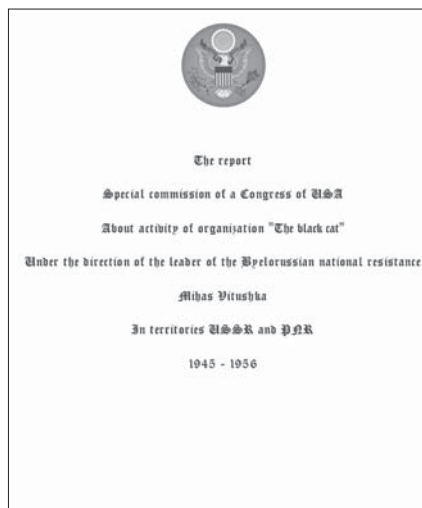 The report
Special commission of a Congress of USA
About activity of organization "The black cat"
Under the direction of the leader of the Byelorussian national resistance
Mihas Vitushka
In territories USSR and PNR
1945 - 1956